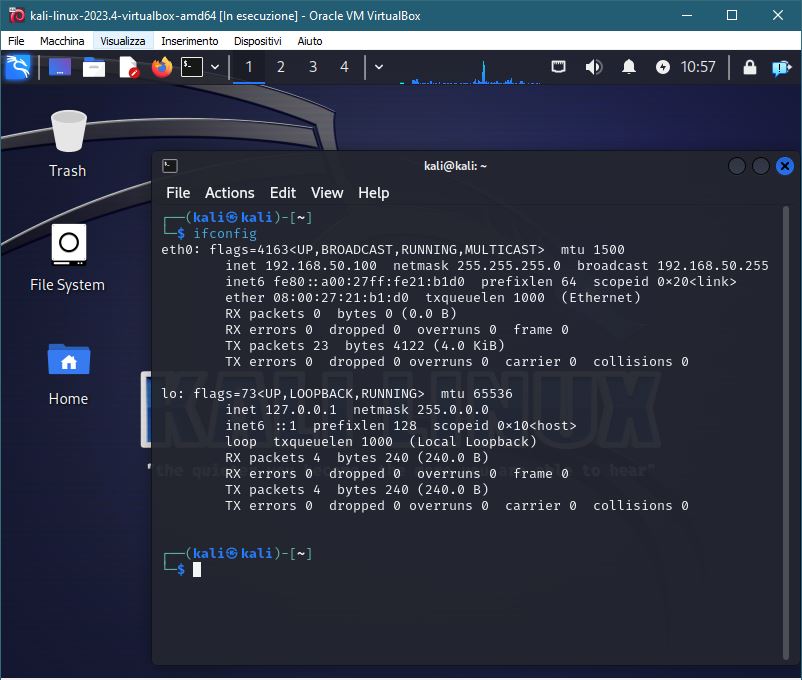 kali-linux-2023.4-virtualbox-amd64 [In esecuzione] - Oracle VM VirtualBox
File Macchina Visualizza Inserimento Dispositivi Aiuto
1 2 3 4 10:57
Trash
File System
Home
kali@kali: ~
File Actions Edit View Help
┌──(kali㉿kali)-[~]
└─$ ifconfig
eth0: flags=4163<UP,BROADCAST,RUNNING,MULTICAST>  mtu 1500
        inet 192.168.50.100  netmask 255.255.255.0  broadcast 192.168.50.255
        inet6 fe80::a00:27ff:fe21:b1d0  prefixlen 64  scopeid 0×20<link>
        ether 08:00:27:21:b1:d0  txqueuelen 1000  (Ethernet)
        RX packets 0  bytes 0 (0.0 B)
        RX errors 0  dropped 0  overruns 0  frame 0
        TX packets 23  bytes 4122 (4.0 KiB)
        TX errors 0  dropped 0 overruns 0  carrier 0  collisions 0
lo: flags=73<UP,LOOPBACK,RUNNING>  mtu 65536
        inet 127.0.0.1  netmask 255.0.0.0
        inet6 ::1  prefixlen 128  scopeid 0×10<host>
        loop  txqueuelen 1000  (Local Loopback)
        RX packets 4  bytes 240 (240.0 B)
        RX errors 0  dropped 0  overruns 0  frame 0
        TX packets 4  bytes 240 (240.0 B)
        TX errors 0  dropped 0 overruns 0  carrier 0  collisions 0
┌──(kali㉿kali)-[~]
└─$
KALI LINUX